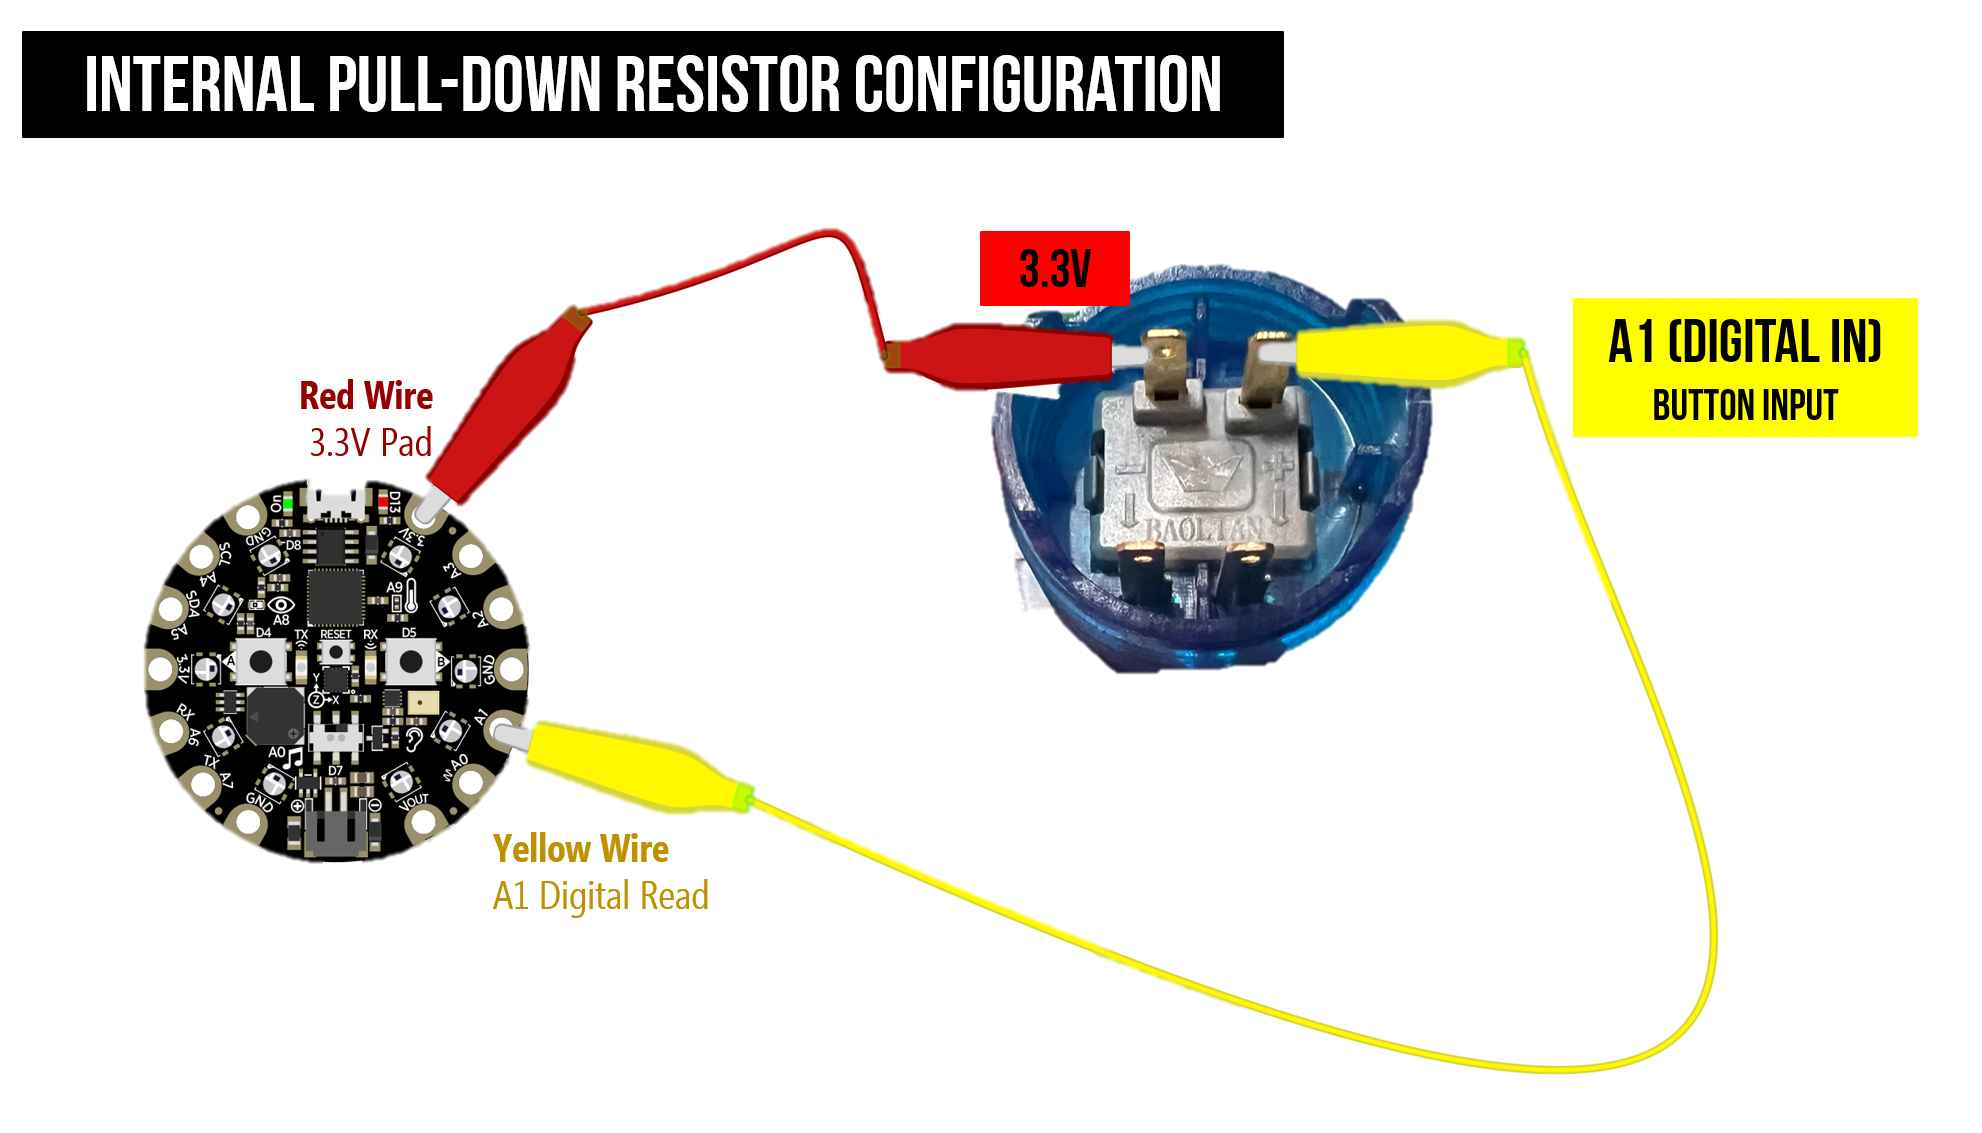 INTERNAL PULL-DOWN RESISTOR CONFIGURATION
3.3V
A1 (DIGITAL IN)
BUTTON INPUT
Red Wire
3.3V Pad
On
D13
GND
D8
3.3V
SCL
A4
A3
A9
SDA
A5
A8
A2
D4
TX
RESET
RX
D5
A
B
3.3V
GND
Y
Z
X
RX
A6
A1
A0
TX
A7
D7
A0
GND
VOUT
- +
BAOLIAN
Yellow Wire
A1 Digital Read